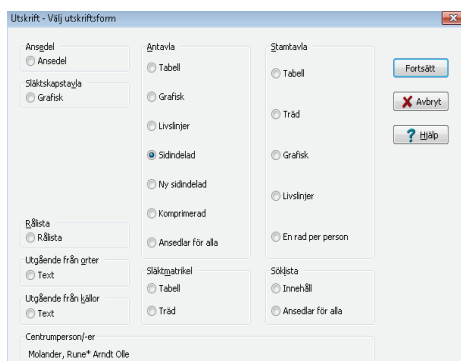 Utskrift - Välj utskriftsform
Ansedel
Ansedel
Släktskapstavla
Grafisk
Rålista
Rålista
Utgående från orter
Text
Utgående från källor
Text
Antavla
Tabell
Grafisk
Livslinjer
Sidindelad
Ny sidindelad
Komprimerad
Ansedlar för alla
Släktmatrikel
Tabell
Träd
Stamtavla
Tabell
Träd
Grafisk
Livslinjer
En rad per person
Söklista
Innehåll
Ansedlar för alla
Fortsätt
Avbryt
Hjälp
Centrumperson/-er
Molander, Rune* Arndt Olle